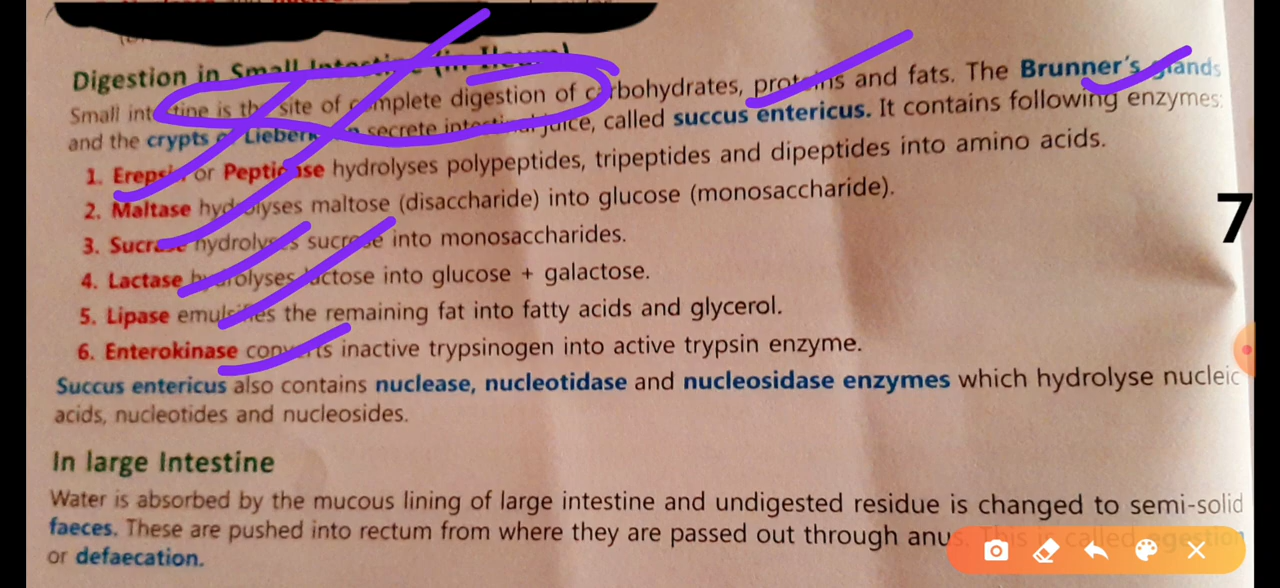 Digestion in Small Intestine (in Ileum)
Small intestine is the site of complete digestion of carbohydrates, proteins and fats. The Brunner's glands
and the crypts of Lieberkuhn secrete intestinal juice, called succus entericus. It contains following enzymes:
1. Erepsin or Peptidase hydrolyses polypeptides, tripeptides and dipeptides into amino acids.
2. Maltase hydrolyses maltose (disaccharide) into glucose (monosaccharide).
7
3. Sucrase hydrolyses sucrose into monosaccharides.
4. Lactase hydrolyses lactose into glucose + galactose.
5. Lipase emulsifies the remaining fat into fatty acids and glycerol.
6. Enterokinase converts inactive trypsinogen into active trypsin enzyme.
Succus entericus also contains nuclease, nucleotidase and nucleosidase enzymes which hydrolyse nucleic
acids, nucleotides and nucleosides.
In large Intestine
Water is absorbed by the mucous lining of large intestine and undigested residue is changed to semi-solid
faeces. These are pushed into rectum from where they are passed out through anus. This is called egestion
or defaecation.